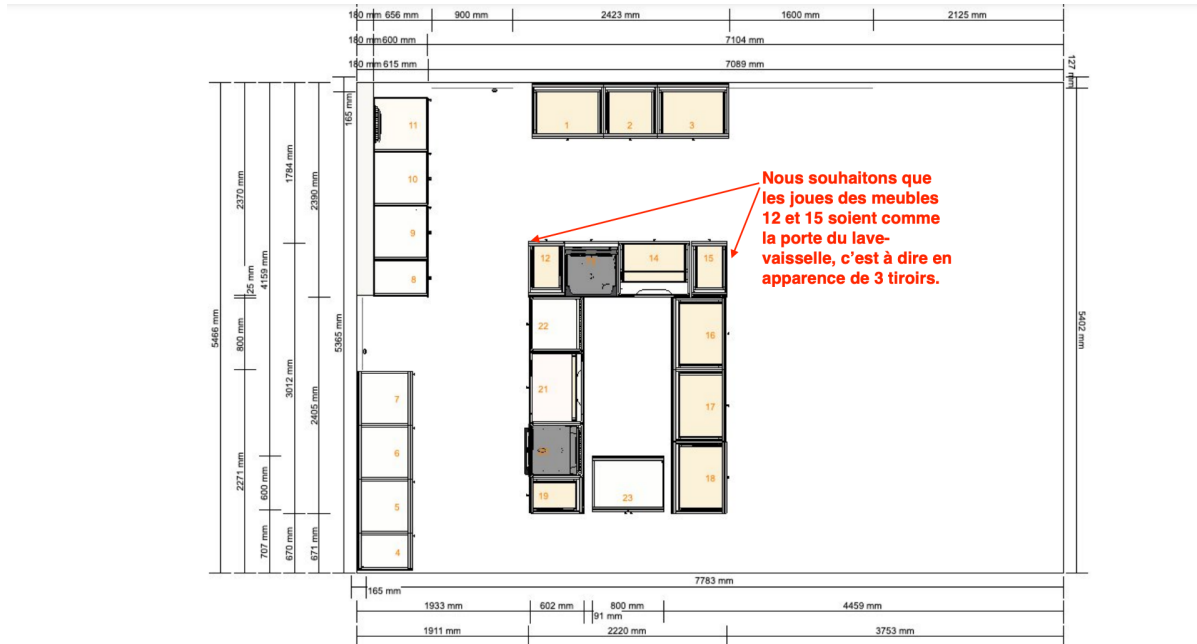 180 mm 656 mm 900 mm 2423 mm 1600 mm 2125 mm
180 mm 600 mm 7104 mm
180 mm 615 mm 7089 mm
127 mm
165 mm
11
1 2 3
10
9
8
1784 mm
2370 mm
2390 mm
Nous souhaitons que
les joues des meubles
12 et 15 soient comme
la porte du lave-
vaisselle, c'est à dire en
apparence de 3 tiroirs.
12 14 15
25 mm
4159 mm
5466 mm
800 mm
5365 mm
5402 mm
22
16
3012 mm
21
7
17
2405 mm
6
18
2271 mm
600 mm
19
23
5
707 mm
670 mm
671 mm
4
7783 mm
165 mm
1933 mm 602 mm 800 mm 4459 mm
91 mm
1911 mm 2220 mm 3753 mm